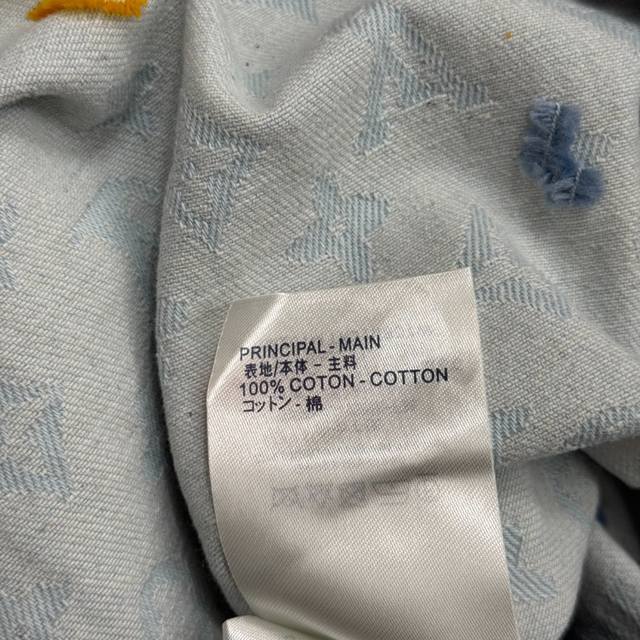 PRINCIPAL - MAIN
表地/本体 - 主料
100% COTON - COTTON
コットン - 棉